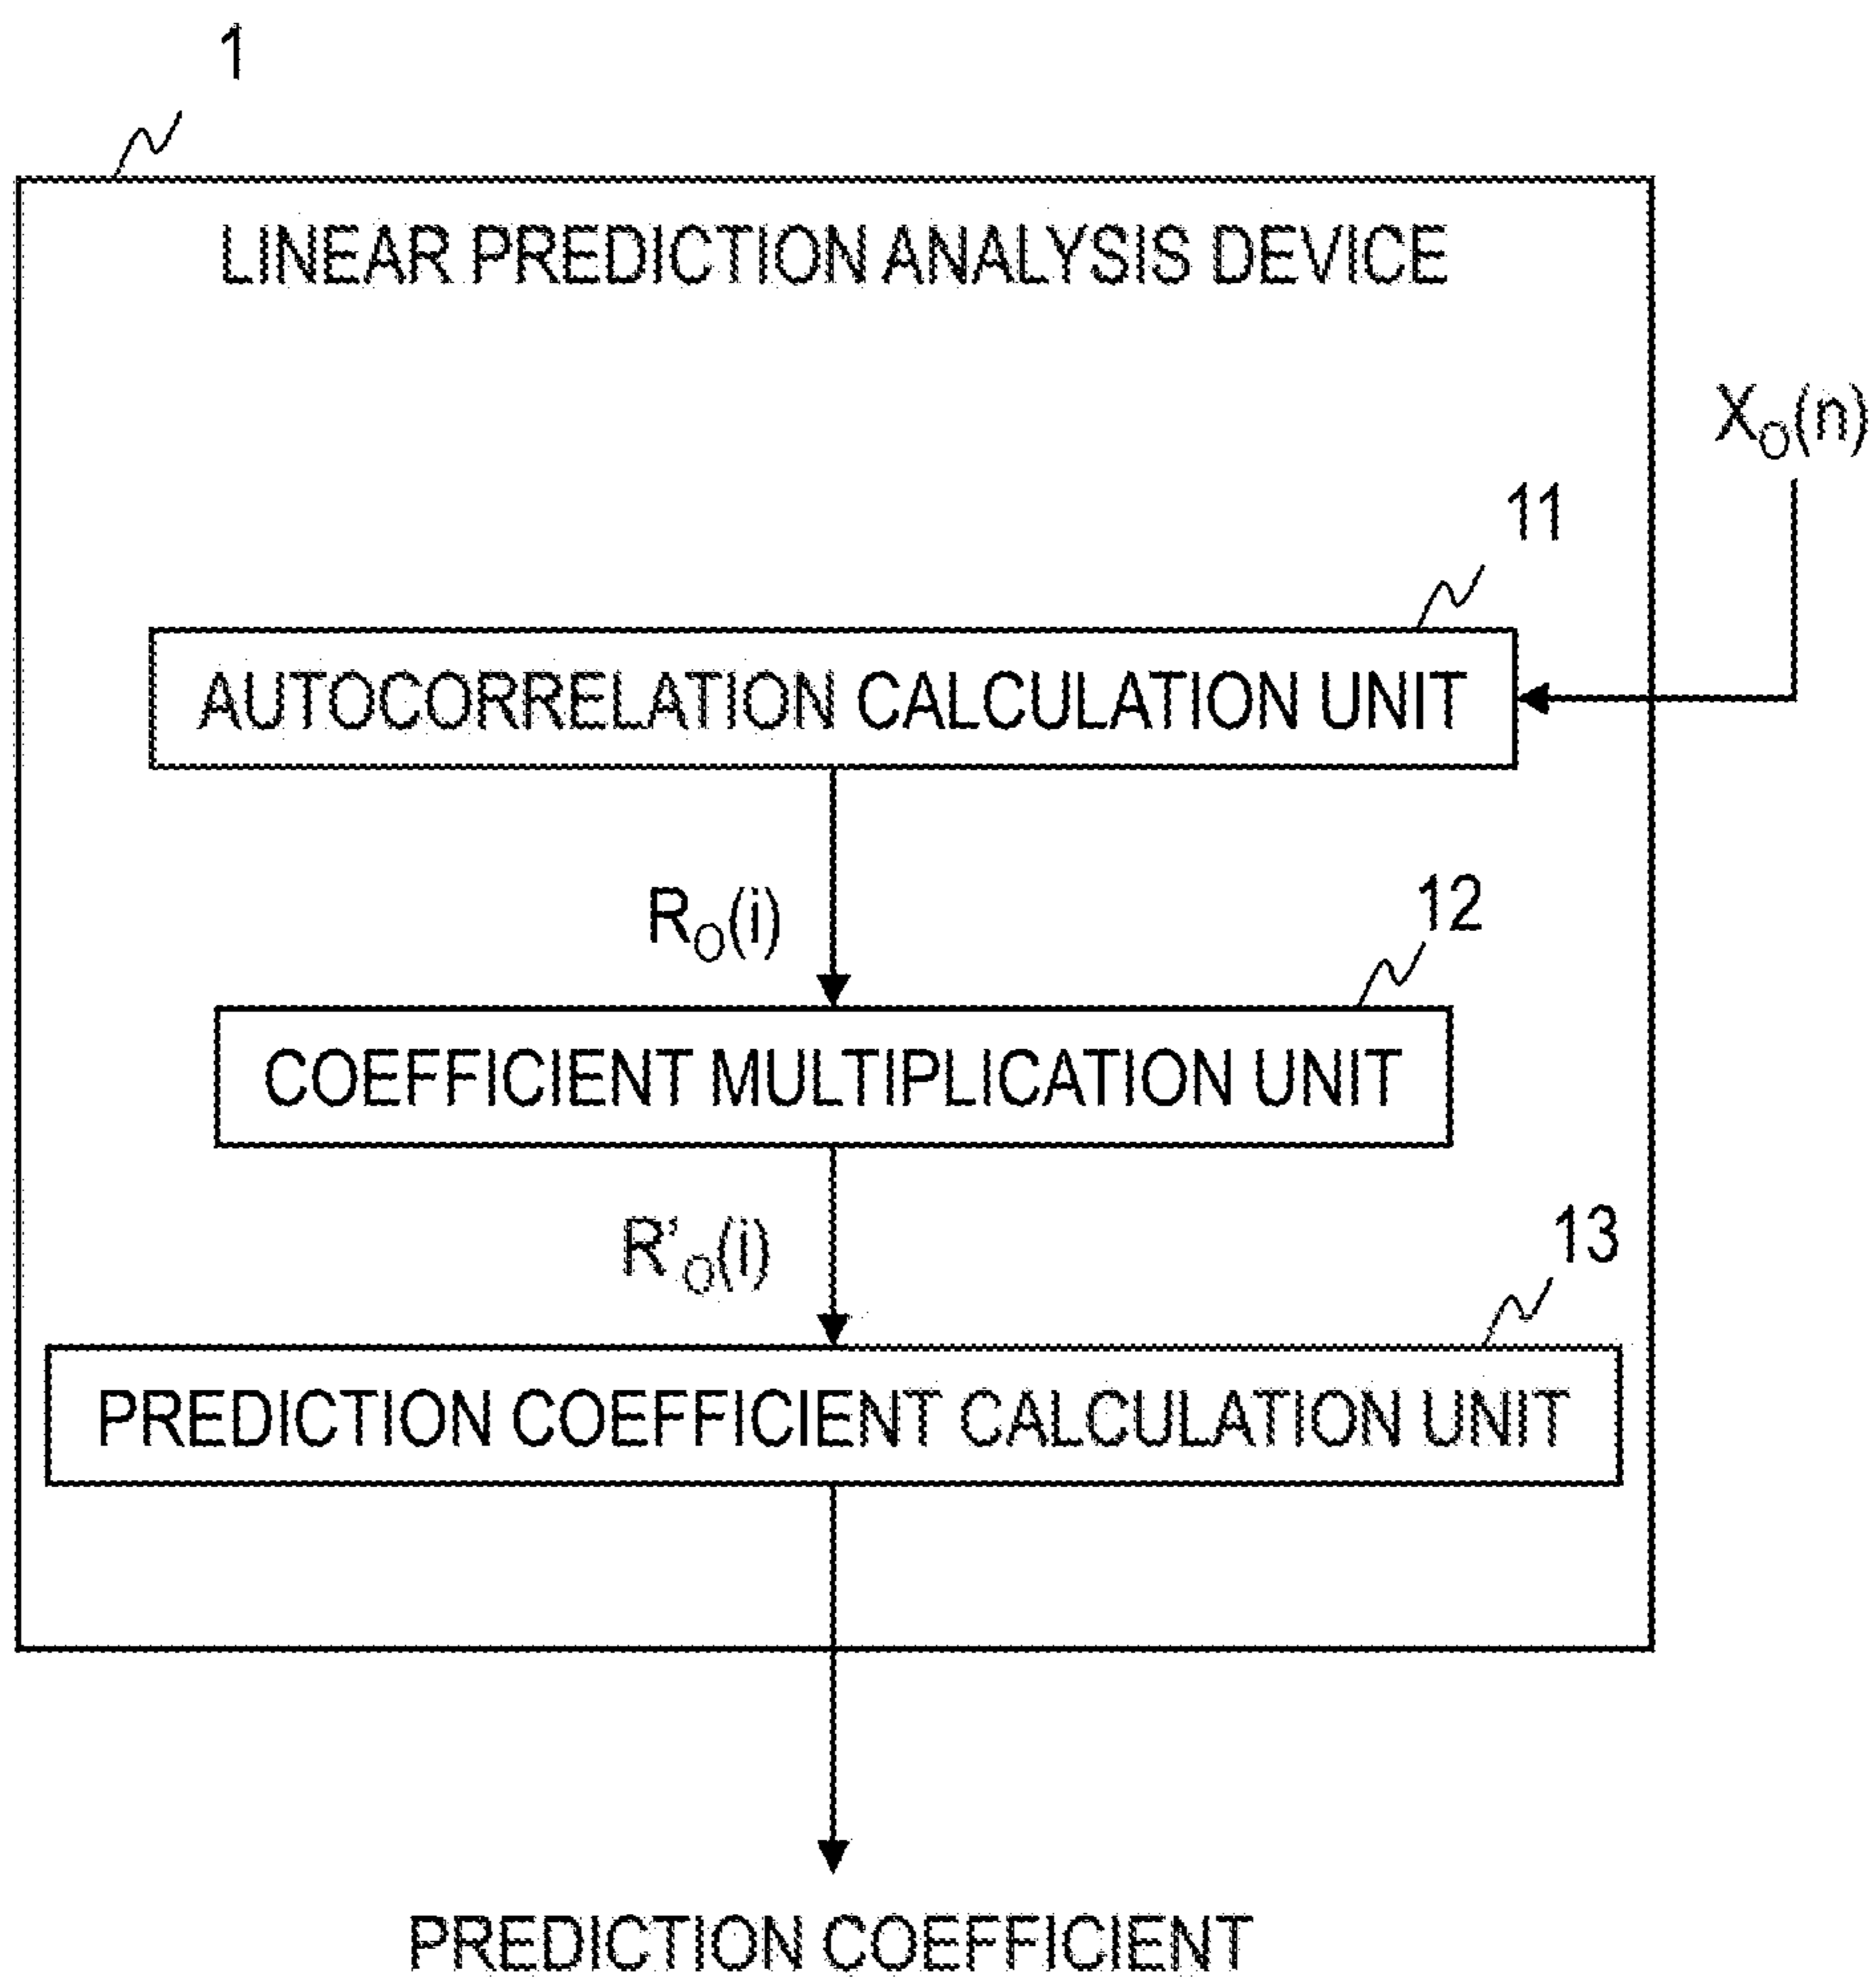 1
LINEAR PREDICTION ANALYSIS DEVICE
X_O(n)
11
AUTOCORRELATION CALCULATION UNIT
R_O(i)
12
COEFFICIENT MULTIPLICATION UNIT
R'_O(i)
13
PREDICTION COEFFICIENT CALCULATION UNIT
PREDICTION COEFFICIENT